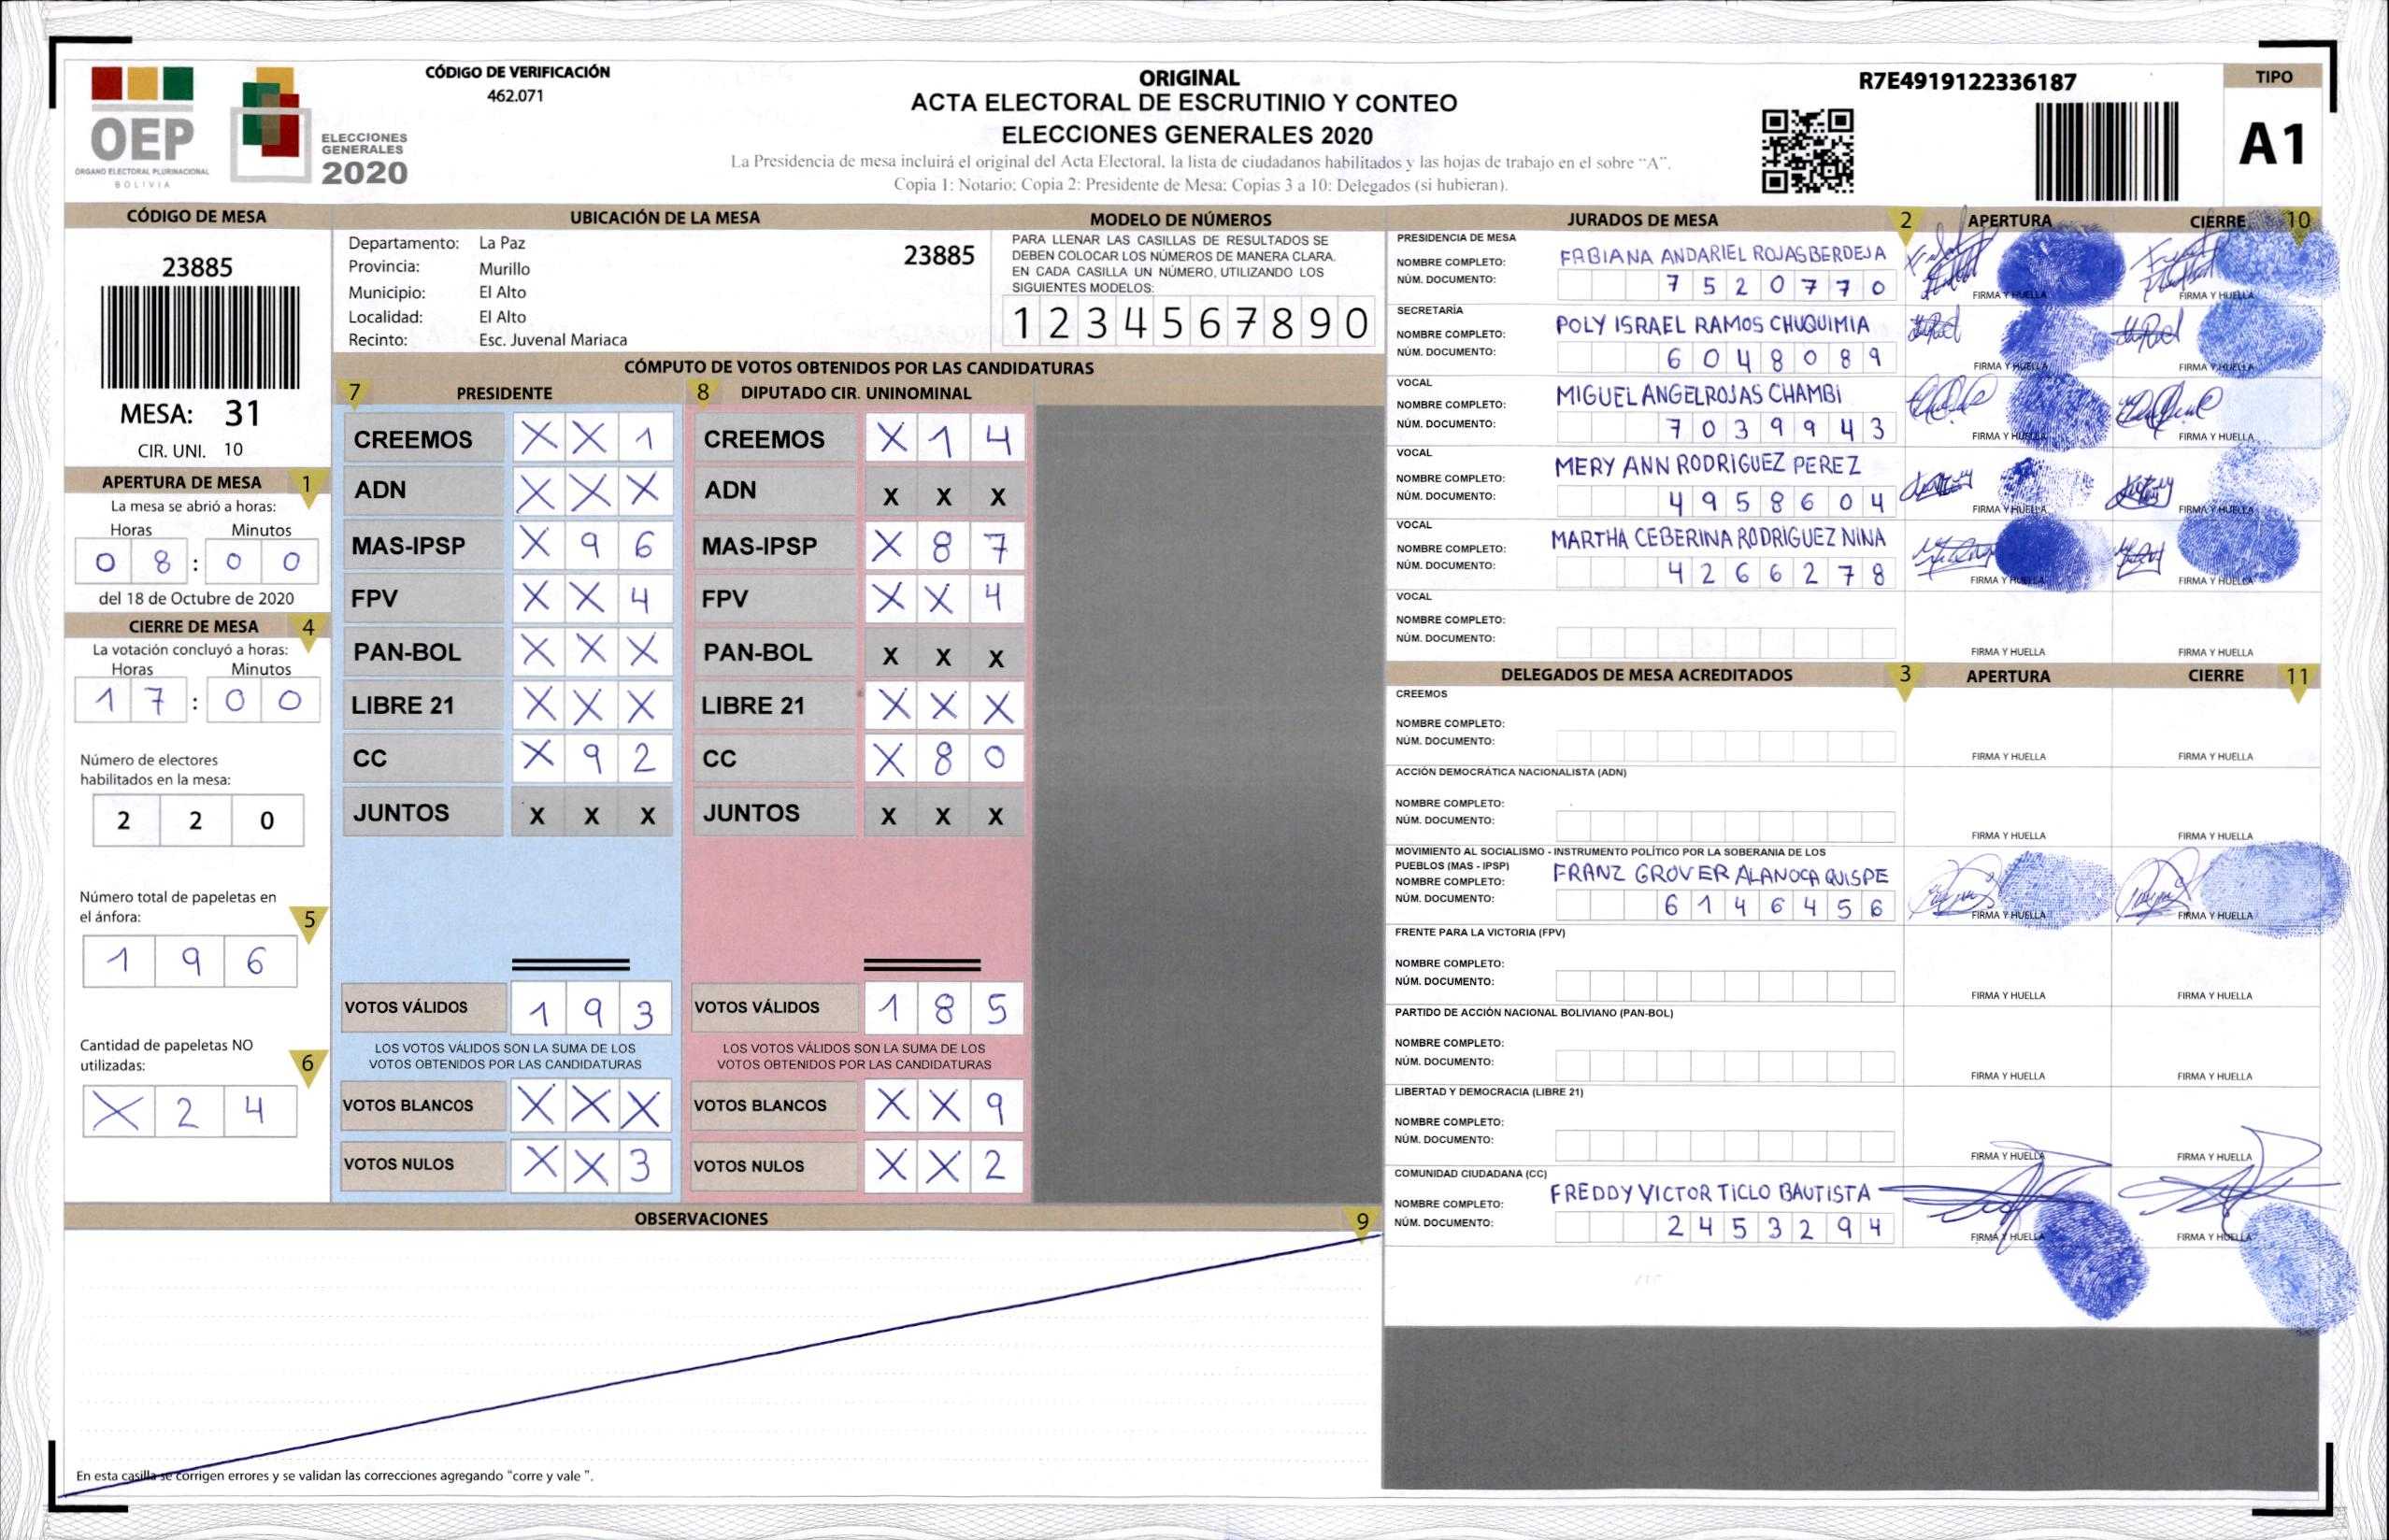 OEP
ÓRGANO ELECTORAL PLURINACIONAL
BOLIVIA
ELECCIONES
GENERALES
2020
CÓDIGO DE VERIFICACIÓN
462.071
ORIGINAL
ACTA ELECTORAL DE ESCRUTINIO Y CONTEO
ELECCIONES GENERALES 2020
La Presidencia de mesa incluirá el original del Acta Electoral, la lista de ciudadanos habilitados y las hojas de trabajo en el sobre "A".
Copia 1: Notario; Copia 2: Presidente de Mesa; Copias 3 a 10: Delegados (si hubieran).
R7E4919122336187
TIPO
A1
CÓDIGO DE MESA
23885
MESA: 31
CIR. UNI. 10
APERTURA DE MESA 1
La mesa se abrió a horas:
Horas Minutos
0 8 : 0 0
del 18 de Octubre de 2020
CIERRE DE MESA 4
La votación concluyó a horas:
Horas Minutos
1 7 : 0 0
Número de electores
habilitados en la mesa:
2 2 0
Número total de papeletas en
el ánfora: 5
1 9 6
Cantidad de papeletas NO
utilizadas: 6
X 2 4
UBICACIÓN DE LA MESA
Departamento: La Paz 23885
Provincia: Murillo
Municipio: El Alto
Localidad: El Alto
Recinto: Esc. Juvenal Mariaca
MODELO DE NÚMEROS
PARA LLENAR LAS CASILLAS DE RESULTADOS SE
DEBEN COLOCAR LOS NÚMEROS DE MANERA CLARA.
EN CADA CASILLA UN NÚMERO, UTILIZANDO LOS
SIGUIENTES MODELOS:
1 2 3 4 5 6 7 8 9 0
CÓMPUTO DE VOTOS OBTENIDOS POR LAS CANDIDATURAS
7 PRESIDENTE
CREEMOS X X 1
ADN X X X
MAS-IPSP X 9 6
FPV X X 4
PAN-BOL X X X
LIBRE 21 X X X
CC X 9 2
JUNTOS X X X
VOTOS VÁLIDOS 1 9 3
LOS VOTOS VÁLIDOS SON LA SUMA DE LOS
VOTOS OBTENIDOS POR LAS CANDIDATURAS
VOTOS BLANCOS X X X
VOTOS NULOS X X 3
8 DIPUTADO CIR. UNINOMINAL
CREEMOS X 1 4
ADN X X X
MAS-IPSP X 8 7
FPV X X 4
PAN-BOL X X X
LIBRE 21 X X X
CC X 8 0
JUNTOS X X X
VOTOS VÁLIDOS 1 8 5
LOS VOTOS VÁLIDOS SON LA SUMA DE LOS
VOTOS OBTENIDOS POR LAS CANDIDATURAS
VOTOS BLANCOS X X 9
VOTOS NULOS X X 2
OBSERVACIONES 9
En esta casilla se corrigen errores y se validan las correcciones agregando "corre y vale ".
JURADOS DE MESA 2 APERTURA CIERRE 10
PRESIDENCIA DE MESA
NOMBRE COMPLETO: FABIANA ANDARIEL ROJAS BERDEJA
NÚM. DOCUMENTO: 7 5 2 0 7 7 0
FIRMA Y HUELLA FIRMA Y HUELLA
SECRETARÍA
NOMBRE COMPLETO: POLY ISRAEL RAMOS CHUQUIMIA
NÚM. DOCUMENTO: 6 0 4 8 0 8 9
FIRMA Y HUELLA FIRMA Y HUELLA
VOCAL
NOMBRE COMPLETO: MIGUEL ANGEL ROJAS CHAMBI
NÚM. DOCUMENTO: 7 0 3 9 9 4 3
FIRMA Y HUELLA FIRMA Y HUELLA
VOCAL
NOMBRE COMPLETO: MERY ANN RODRIGUEZ PEREZ
NÚM. DOCUMENTO: 4 9 5 8 6 0 4
FIRMA Y HUELLA FIRMA Y HUELLA
VOCAL
NOMBRE COMPLETO: MARTHA CEBERINA RODRIGUEZ NINA
NÚM. DOCUMENTO: 4 2 6 6 2 7 8
FIRMA Y HUELLA FIRMA Y HUELLA
VOCAL
NOMBRE COMPLETO:
NÚM. DOCUMENTO:
FIRMA Y HUELLA FIRMA Y HUELLA
DELEGADOS DE MESA ACREDITADOS 3 APERTURA CIERRE 11
CREEMOS
NOMBRE COMPLETO:
NÚM. DOCUMENTO:
FIRMA Y HUELLA FIRMA Y HUELLA
ACCIÓN DEMOCRÁTICA NACIONALISTA (ADN)
NOMBRE COMPLETO:
NÚM. DOCUMENTO:
FIRMA Y HUELLA FIRMA Y HUELLA
MOVIMIENTO AL SOCIALISMO - INSTRUMENTO POLÍTICO POR LA SOBERANIA DE LOS
PUEBLOS (MAS - IPSP)
NOMBRE COMPLETO: FRANZ GROVER ALANOCA QUISPE
NÚM. DOCUMENTO: 6 1 4 6 4 5 6
FIRMA Y HUELLA FIRMA Y HUELLA
FRENTE PARA LA VICTORIA (FPV)
NOMBRE COMPLETO:
NÚM. DOCUMENTO:
FIRMA Y HUELLA FIRMA Y HUELLA
PARTIDO DE ACCIÓN NACIONAL BOLIVIANO (PAN-BOL)
NOMBRE COMPLETO:
NÚM. DOCUMENTO:
FIRMA Y HUELLA FIRMA Y HUELLA
LIBERTAD Y DEMOCRACIA (LIBRE 21)
NOMBRE COMPLETO:
NÚM. DOCUMENTO:
FIRMA Y HUELLA FIRMA Y HUELLA
COMUNIDAD CIUDADANA (CC)
NOMBRE COMPLETO: FREDDY VICTOR TICLO BAUTISTA
NÚM. DOCUMENTO: 2 4 5 3 2 9 4
FIRMA Y HUELLA FIRMA Y HUELLA